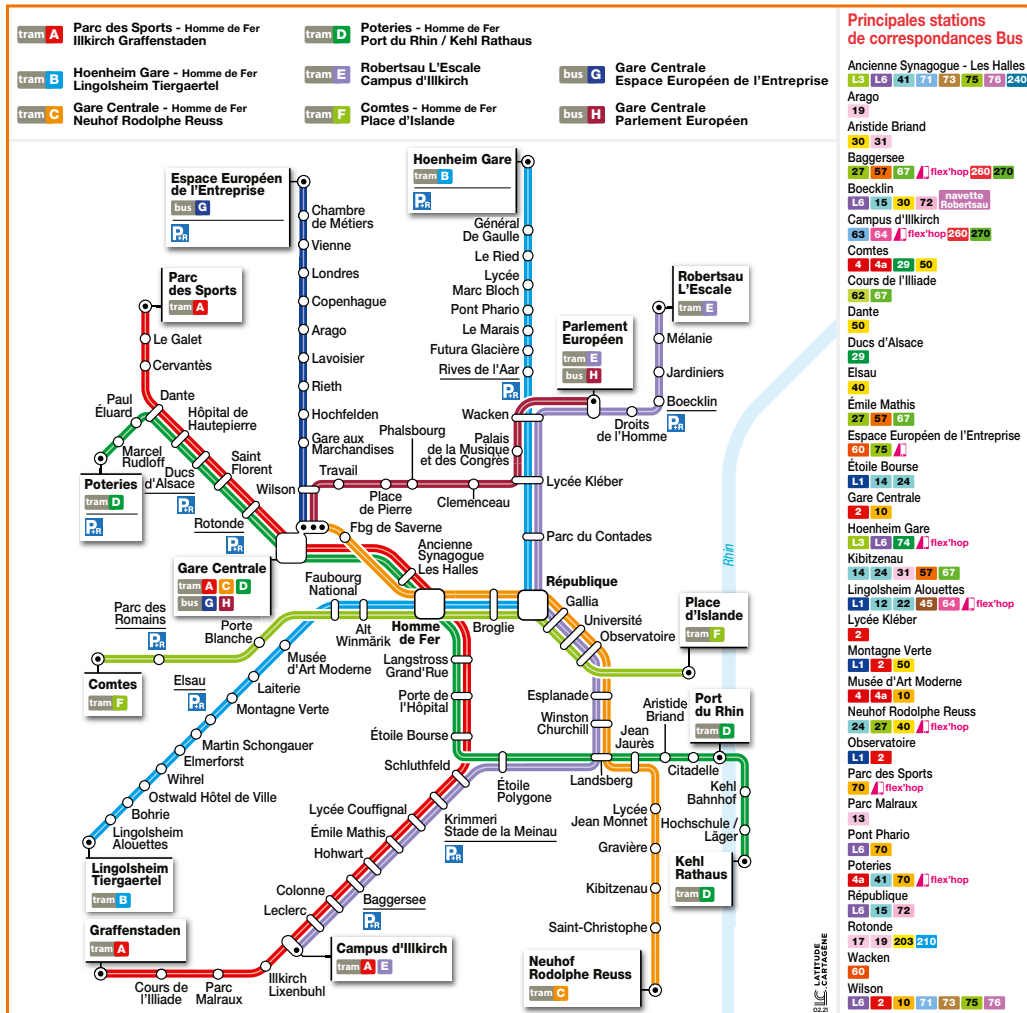 tram A Parc des Sports - Homme de Fer
Illkirch Graffenstaden
tram B Hoenheim Gare - Homme de Fer
Lingolsheim Tiergaertel
tram C Gare Centrale - Homme de Fer
Neuhof Rodolphe Reuss
tram D Poteries - Homme de Fer
Port du Rhin / Kehl Rathaus
tram E Robertsau L'Escale
Campus d'Illkirch
tram F Comtes - Homme de Fer
Place d'Islande
bus G Gare Centrale
Espace Européen de l'Entreprise
bus H Gare Centrale
Parlement Européen
Espace Européen
de l'Entreprise
bus G
P+R
Chambre
de Métiers
Vienne
Londres
Copenhague
Arago
Lavoisier
Rieth
Hochfelden
Gare aux
Marchandises
Wilson
Hoenheim Gare
tram B
P+R
Général
De Gaulle
Le Ried
Lycée
Marc Bloch
Pont Phario
Le Marais
Futura Glacière
Rives de l'Aar
P+R
Wacken
Palais
de la Musique
et des Congrès
Lycée Kléber
Parc du Contades
Robertsau
L'Escale
tram E
Mélanie
Jardiniers
Boecklin
P+R
Droits
de l'Homme
Parlement
Européen
tram E
bus H
Phalsbourg
Travail
Place
de Pierre
Clemenceau
Parc
des Sports
tram A
Le Galet
Cervantès
Dante
Paul
Éluard
Marcel
Rudloff
Poteries
tram D
P+R
Hôpital de
Hautepierre
Ducs
d'Alsace
P+R
Saint
Florent
Rotonde
P+R
Gare Centrale
tram A C D
bus G H
Fbg de Saverne
Ancienne
Synagogue
Les Halles
Faubourg
National
Alt
Winmärik
Homme
de Fer
Broglie
République
Gallia
Université
Observatoire
Place
d'Islande
tram F
Rhin
Parc des
Romains
P+R
Porte
Blanche
Comtes
tram F
Musée
d'Art Moderne
Laiterie
Montagne Verte
Elsau
P+R
Martin Schongauer
Elmerforst
Wihrel
Ostwald Hôtel de Ville
Bohrie
Lingolsheim
Alouettes
Lingolsheim
Tiergaertel
tram B
Langstross
Grand'Rue
Porte de
l'Hôpital
Étoile Bourse
Schluthfeld
Krimmeri
Stade de la Meinau
P+R
Étoile
Polygone
Lycée Couffignal
Émile Mathis
Hohwart
Baggersee
P+R
Colonne
Leclerc
Campus d'Illkirch
tram A E
Illkirch
Lixenbuhl
Parc
Malraux
Cours de
l'Illiade
Graffenstaden
tram A
Esplanade
Winston
Churchill
Landsberg
Jean
Jaurès
Aristide
Briand
Citadelle
Port
du Rhin
tram D
Kehl
Bahnhof
Hochschule /
Läger
Kehl
Rathaus
tram D
Lycée
Jean Monnet
Gravière
Kibitzenau
Saint-Christophe
Neuhof
Rodolphe Reuss
tram C
LATITUDE
CARTAGÈNE
Principales stations
de correspondances Bus
Ancienne Synagogue - Les Halles
L3 L6 41 71 73 75 76 240
Arago
19
Aristide Briand
30 31
Baggersee
27 57 67 flex'hop 260 270
Boecklin
L6 15 30 72 navette Robertsau
Campus d'Illkirch
63 64 flex'hop 260 270
Comtes
4 4a 29 50
Cours de l'Illiade
62 67
Dante
50
Ducs d'Alsace
29
Elsau
40
Émile Mathis
27 57 67
Espace Européen de l'Entreprise
60 75
Étoile Bourse
L1 14 24
Gare Centrale
2 10
Hoenheim Gare
L3 L6 74 flex'hop
Kibitzenau
14 24 31 57 67
Lingolsheim Alouettes
L1 12 22 45 64 flex'hop
Lycée Kléber
2
Montagne Verte
L1 2 50
Musée d'Art Moderne
4 4a 10
Neuhof Rodolphe Reuss
24 27 40 flex'hop
Observatoire
L1 2
Parc des Sports
70 flex'hop
Parc Malraux
13
Pont Phario
L6 70
Poteries
4a 41 70 flex'hop
République
L6 15 72
Rotonde
17 19 203 210
Wacken
60
Wilson
L6 2 10 71 73 75 76